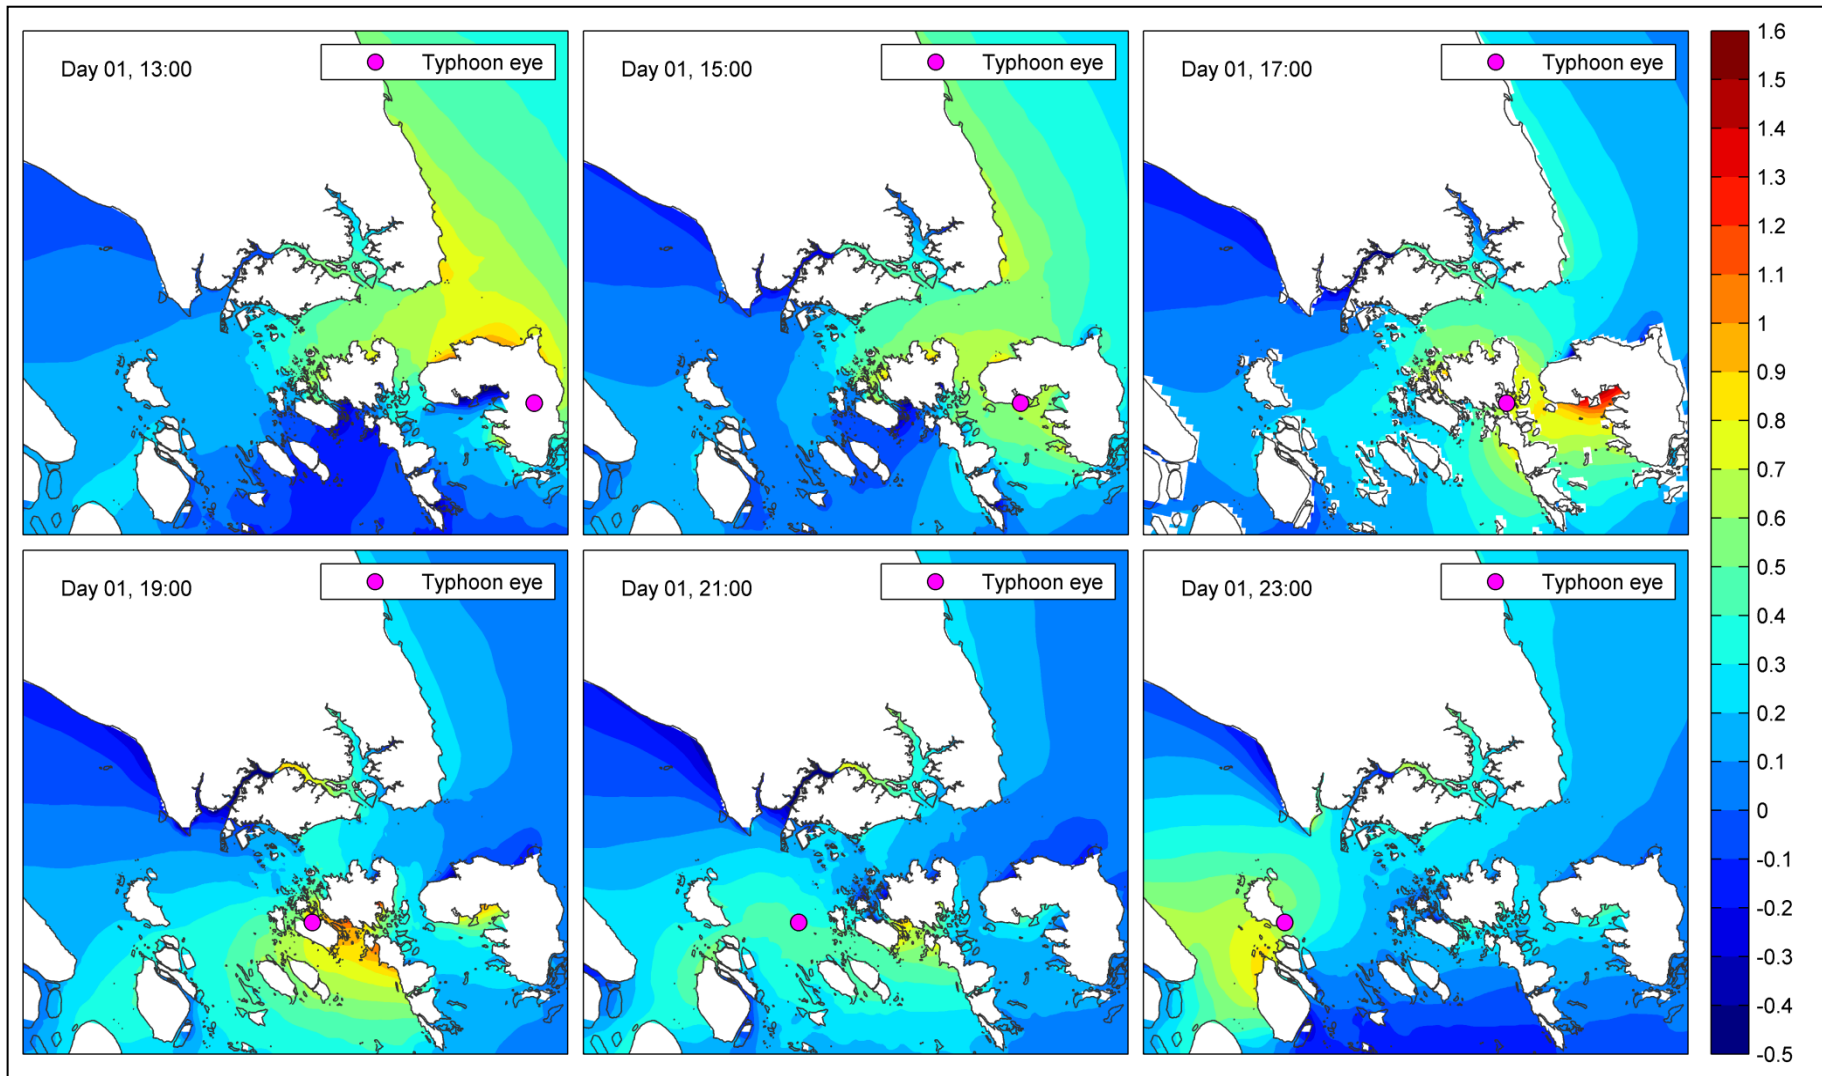 Day 01, 13:00
Typhoon eye
Day 01, 15:00
Typhoon eye
Day 01, 17:00
Typhoon eye
Day 01, 19:00
Typhoon eye
Day 01, 21:00
Typhoon eye
Day 01, 23:00
Typhoon eye
1.6
1.5
1.4
1.3
1.2
1.1
1
0.9
0.8
0.7
0.6
0.5
0.4
0.3
0.2
0.1
0
-0.1
-0.2
-0.3
-0.4
-0.5